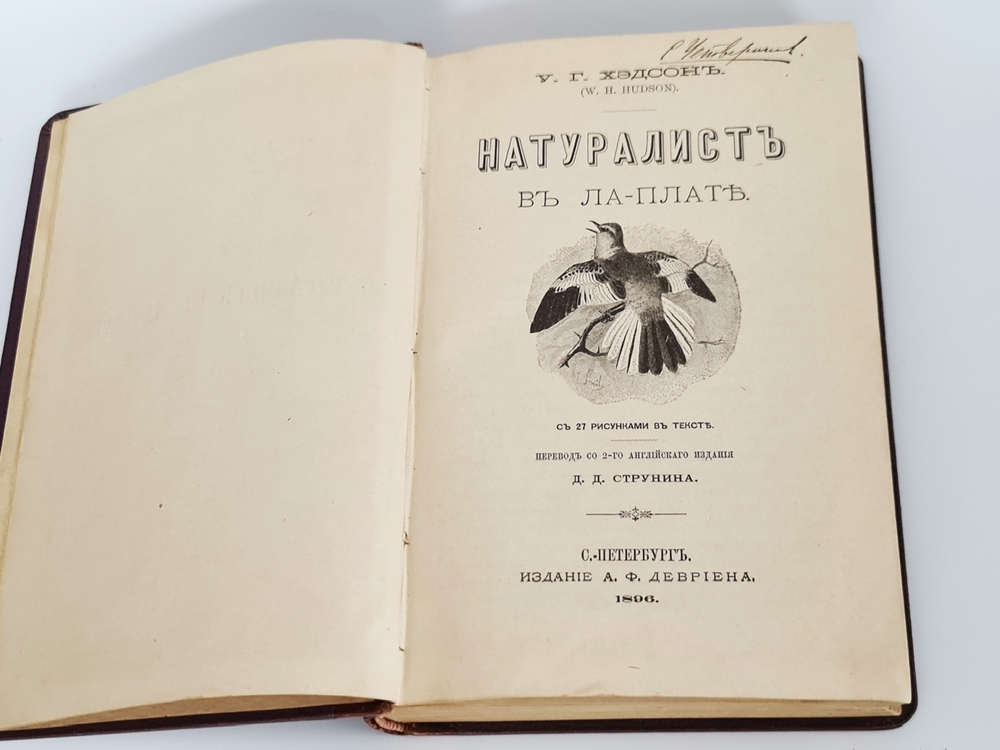 У. Г. ХЭДСОНЪ.
(W. H. HUDSON).
НАТУРАЛИСТЪ
ВЪ ЛА-ПЛАТѢ.
СЪ 27 РИСУНКАМИ ВЪ ТЕКСТѢ.
ПЕРЕВОДЪ СО 2-ГО АНГЛІЙСКАГО ИЗДАНІЯ
Д. Д. СТРУНИНА.
С.-ПЕТЕРБУРГЪ.
ИЗДАНІЕ А. Ф. ДЕВРІЕНА.
1896.